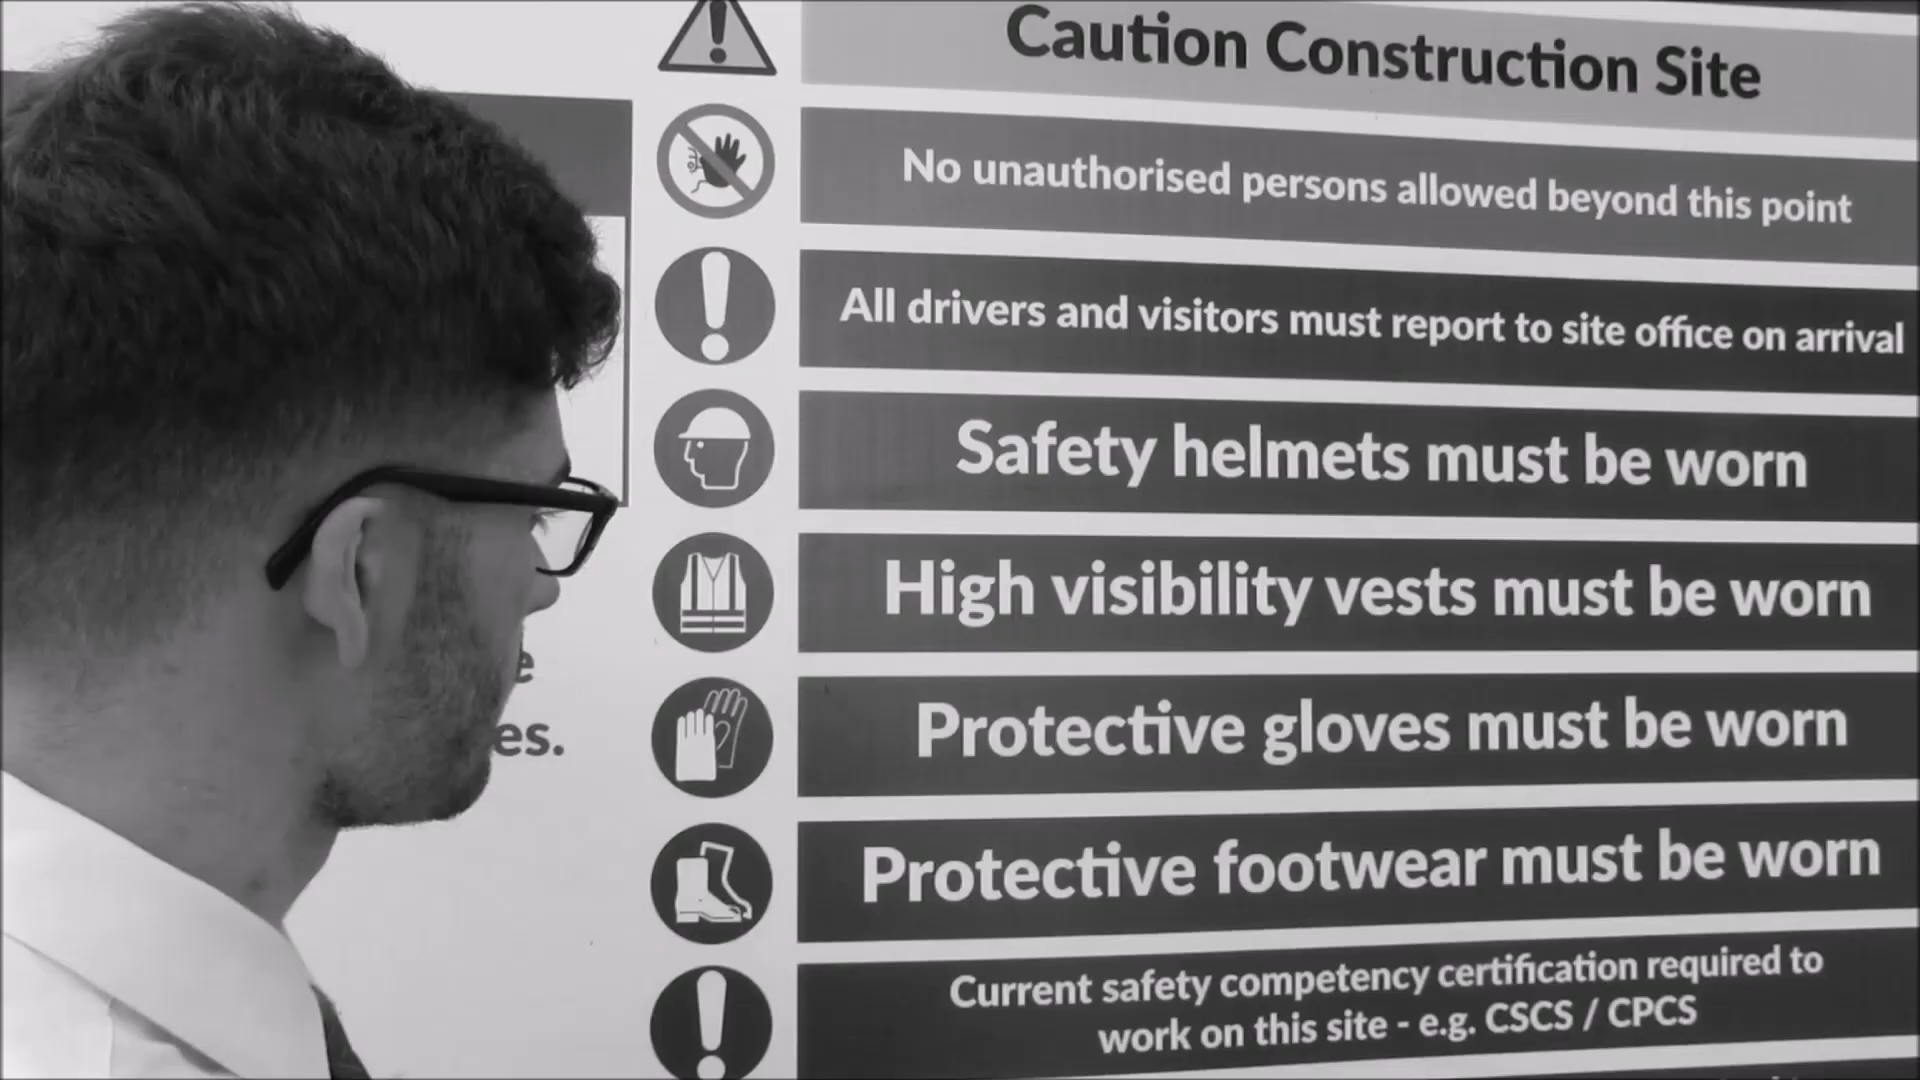 Caution Construction Site
No unauthorised persons allowed beyond this point
All drivers and visitors must report to site office on arrival
Safety helmets must be worn
High visibility vests must be worn
Protective gloves must be worn
Protective footwear must be worn
Current safety competency certification required to
work on this site - e.g. CSCS / CPCS